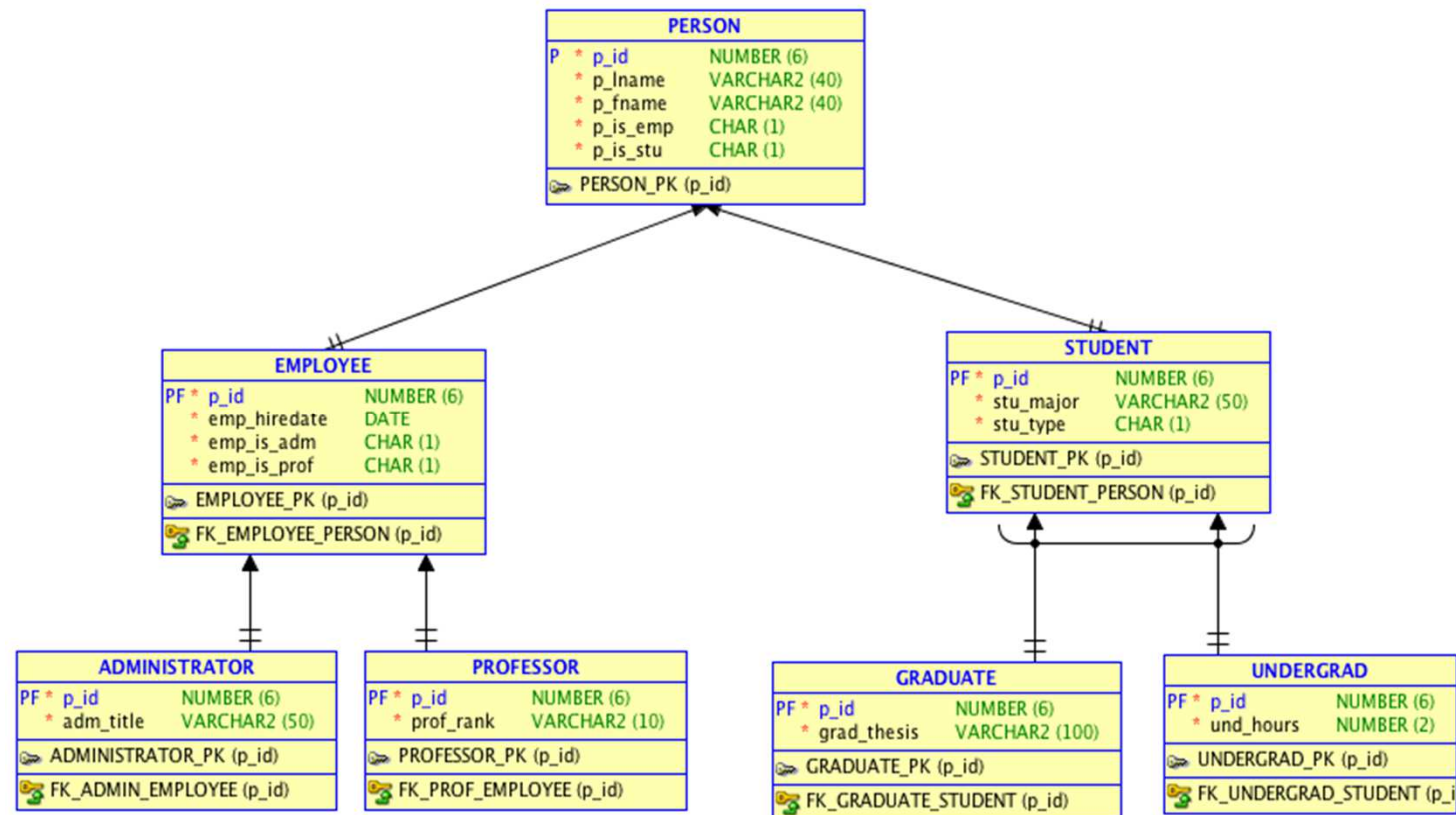 PERSON
P * p_id NUMBER (6)
* p_lname VARCHAR2 (40)
* p_fname VARCHAR2 (40)
* p_is_emp CHAR (1)
* p_is_stu CHAR (1)
PERSON_PK (p_id)
EMPLOYEE
PF * p_id NUMBER (6)
* emp_hiredate DATE
* emp_is_adm CHAR (1)
* emp_is_prof CHAR (1)
EMPLOYEE_PK (p_id)
FK_EMPLOYEE_PERSON (p_id)
STUDENT
PF * p_id NUMBER (6)
* stu_major VARCHAR2 (50)
* stu_type CHAR (1)
STUDENT_PK (p_id)
FK_STUDENT_PERSON (p_id)
ADMINISTRATOR
PF * p_id NUMBER (6)
* adm_title VARCHAR2 (50)
ADMINISTRATOR_PK (p_id)
FK_ADMIN_EMPLOYEE (p_id)
PROFESSOR
PF * p_id NUMBER (6)
* prof_rank VARCHAR2 (10)
PROFESSOR_PK (p_id)
FK_PROF_EMPLOYEE (p_id)
GRADUATE
PF * p_id NUMBER (6)
* grad_thesis VARCHAR2 (100)
GRADUATE_PK (p_id)
FK_GRADUATE_STUDENT (p_id)
UNDERGRAD
PF * p_id NUMBER (6)
* und_hours NUMBER (2)
UNDERGRAD_PK (p_id)
FK_UNDERGRAD_STUDENT (p_i